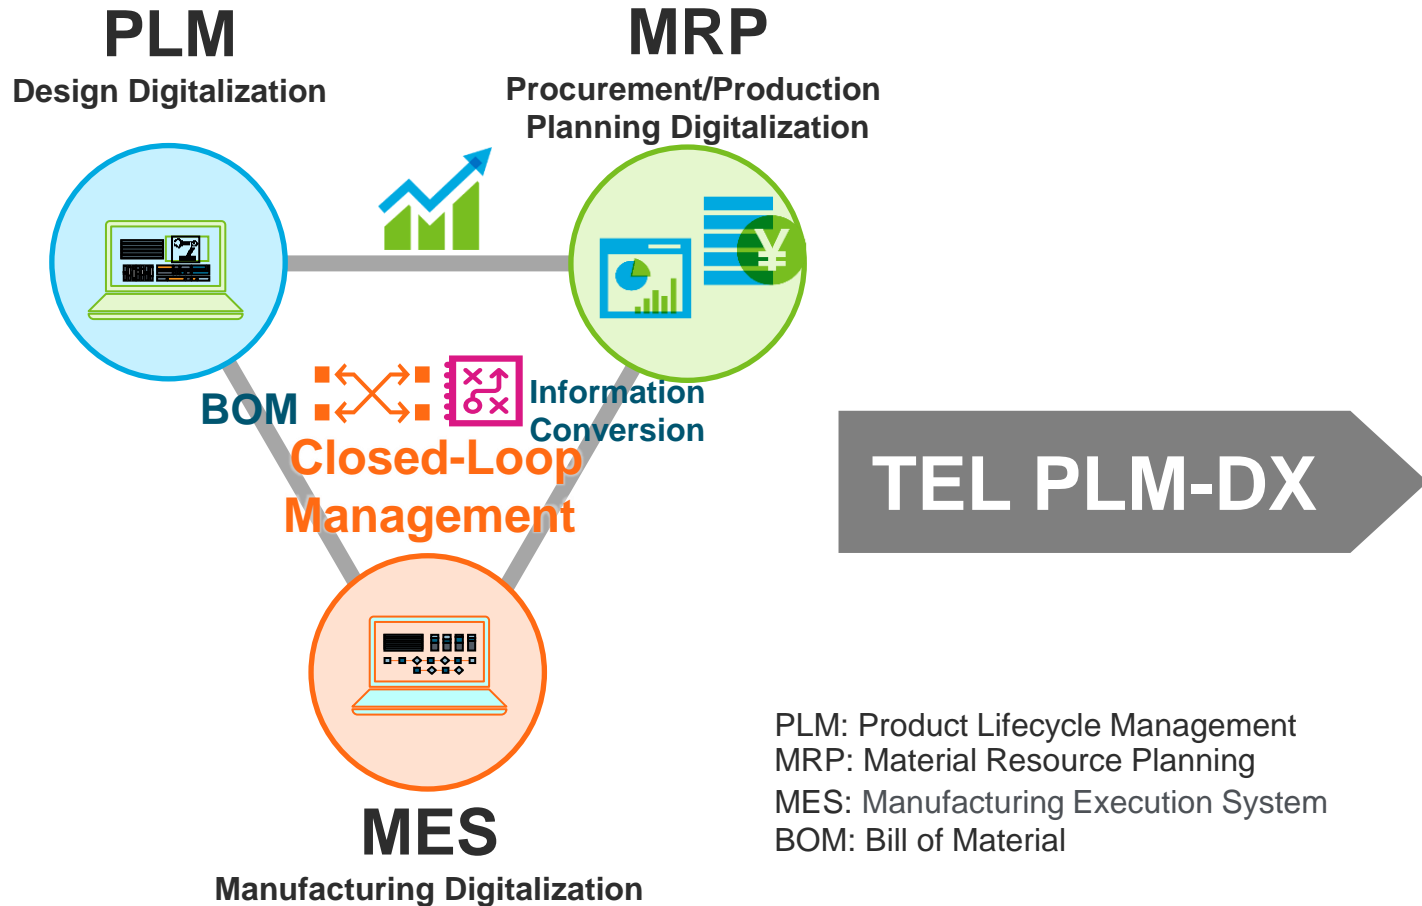 PLM
Design Digitalization
MRP
Procurement/Production
Planning Digitalization
¥
BOM
Information
Conversion
Closed-Loop
Management
TEL PLM-DX
MES
Manufacturing Digitalization
PLM: Product Lifecycle Management
MRP: Material Resource Planning
MES: Manufacturing Execution System
BOM: Bill of Material